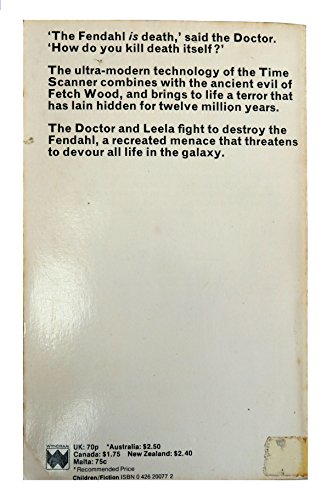 ‘The Fendahl is death,’ said the Doctor.
‘How do you kill death itself?’
The ultra-modern technology of the Time
Scanner combines with the ancient evil of
Fetch Wood, and brings to life a terror that
has lain hidden for twelve million years.
The Doctor and Leela fight to destroy the
Fendahl, a recreated menace that threatens
to devour all life in the galaxy.
WYNDHAM
UK: 70p *Australia: $2.50
Canada: $1.75 New Zealand: $2.40
Malta: 75c
*Recommended Price
Children/Fiction ISBN 0 426 20077 2